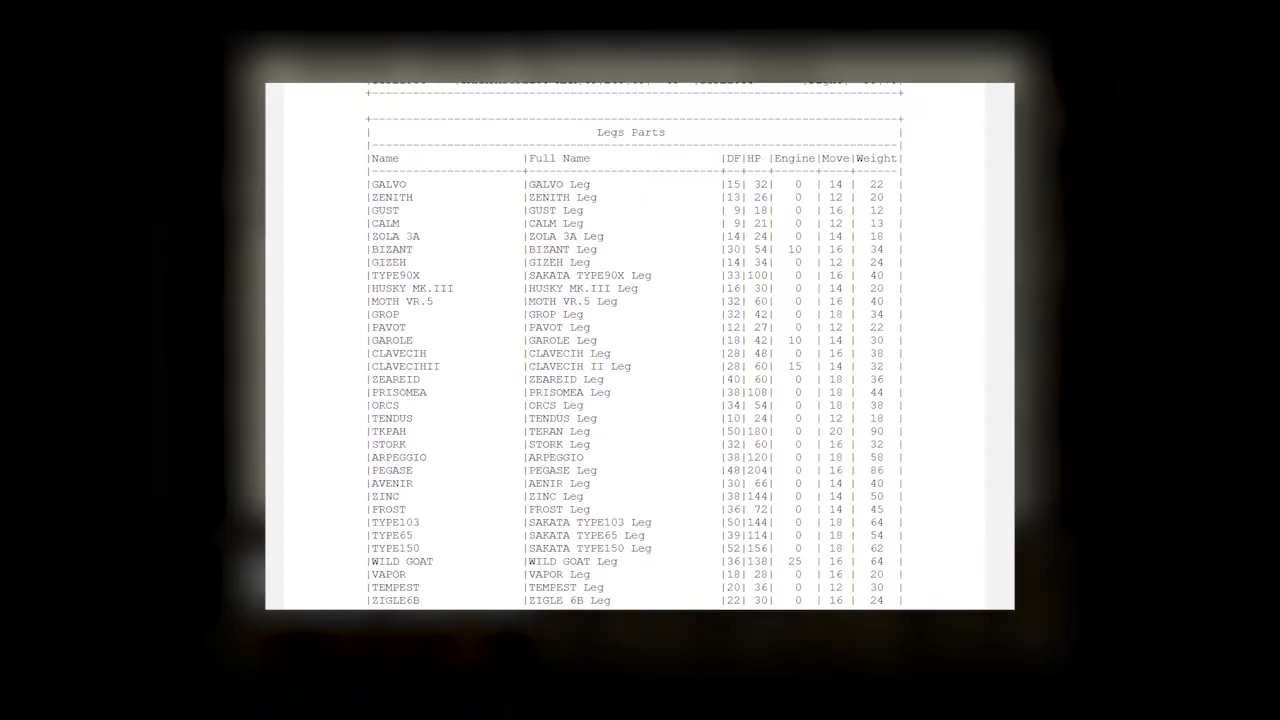 +------------------------------------------------------------------------------+
+------------------------------------------------------------------------------+
| Legs Parts |
|------------------------------------------------------------------------------|
|Name |Full Name |DF|HP |Engine|Move|Weight|
|----------------------+----------------------------+--+---+------+----+------|
|GALVO |GALVO Leg |15| 32| 0 | 14 | 22 |
|ZENITH |ZENITH Leg |13| 26| 0 | 12 | 20 |
|GUST |GUST Leg | 9| 18| 0 | 16 | 12 |
|CALM |CALM Leg | 9| 21| 0 | 12 | 13 |
|ZOLA 3A |ZOLA 3A Leg |14| 24| 0 | 14 | 18 |
|BIZANT |BIZANT Leg |30| 54| 10 | 16 | 34 |
|GIZEH |GIZEH Leg |14| 34| 0 | 12 | 24 |
|TYPE90X |SAKATA TYPE90X Leg |33|100| 0 | 16 | 40 |
|HUSKY MK.III |HUSKY MK.III Leg |16| 30| 0 | 14 | 20 |
|MOTH VR.5 |MOTH VR.5 Leg |32| 60| 0 | 16 | 40 |
|GROP |GROP Leg |32| 42| 0 | 18 | 34 |
|PAVOT |PAVOT Leg |12| 27| 0 | 12 | 22 |
|GAROLE |GAROLE Leg |18| 42| 10 | 14 | 30 |
|CLAVECIH |CLAVECIH Leg |28| 48| 0 | 16 | 38 |
|CLAVECIHII |CLAVECIH II Leg |28| 60| 15 | 14 | 32 |
|ZEAREID |ZEAREID Leg |40| 60| 0 | 18 | 36 |
|PRISOMEA |PRISOMEA Leg |38|108| 0 | 18 | 44 |
|ORCS |ORCS Leg |34| 54| 0 | 18 | 38 |
|TENDUS |TENDUS Leg |10| 24| 0 | 12 | 18 |
|TKPAH |TERAN Leg |50|180| 0 | 20 | 90 |
|STORK |STORK Leg |32| 60| 0 | 16 | 32 |
|ARPEGGIO |ARPEGGIO |38|120| 0 | 18 | 58 |
|PEGASE |PEGASE Leg |48|204| 0 | 16 | 86 |
|AVENIR |AENIR Leg |30| 66| 0 | 14 | 40 |
|ZINC |ZINC Leg |38|144| 0 | 14 | 50 |
|FROST |FROST Leg |36| 72| 0 | 14 | 45 |
|TYPE103 |SAKATA TYPE103 Leg |50|144| 0 | 18 | 64 |
|TYPE65 |SAKATA TYPE65 Leg |39|114| 0 | 18 | 54 |
|TYPE150 |SAKATA TYPE150 Leg |52|156| 0 | 18 | 62 |
|WILD GOAT |WILD GOAT Leg |36|138| 25 | 16 | 64 |
|VAPOR |VAPOR Leg |18| 28| 0 | 16 | 20 |
|TEMPEST |TEMPEST Leg |20| 36| 0 | 12 | 30 |
|ZIGLE6B |ZIGLE 6B Leg |22| 30| 0 | 16 | 24 |